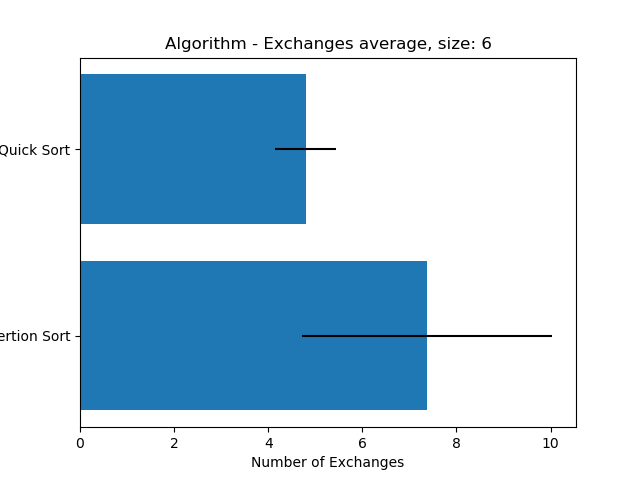 Algorithm - Exchanges average, size: 6
Quick Sort
ertion Sort
0 2 4 6 8 10
Number of Exchanges